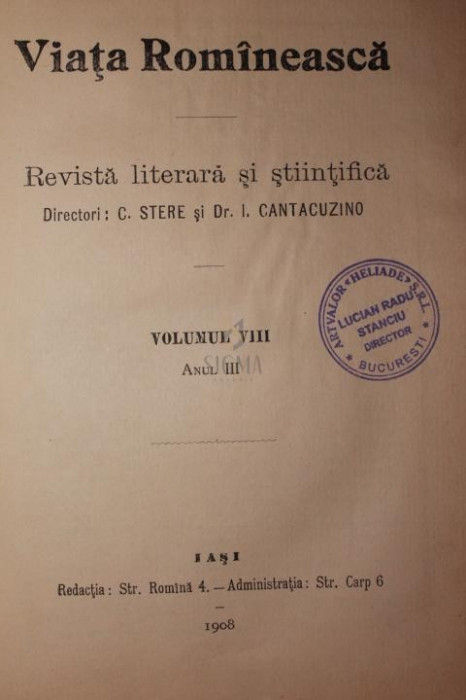 Viaţa Romînească
Revistă literară şi ştiinţifică
Directori: C. STERE şi Dr. I. CANTACUZINO
ARTVALOR «HELIADE» S.R.L.
LUCIAN RADU
STANCIU
DIRECTOR
* BUCUREŞTI *
VOLUMUL VIII
SIGMA
ANUL III
IAŞI
Redacţia: Str. Romînă 4. — Administraţia: Str. Carp 6
1908